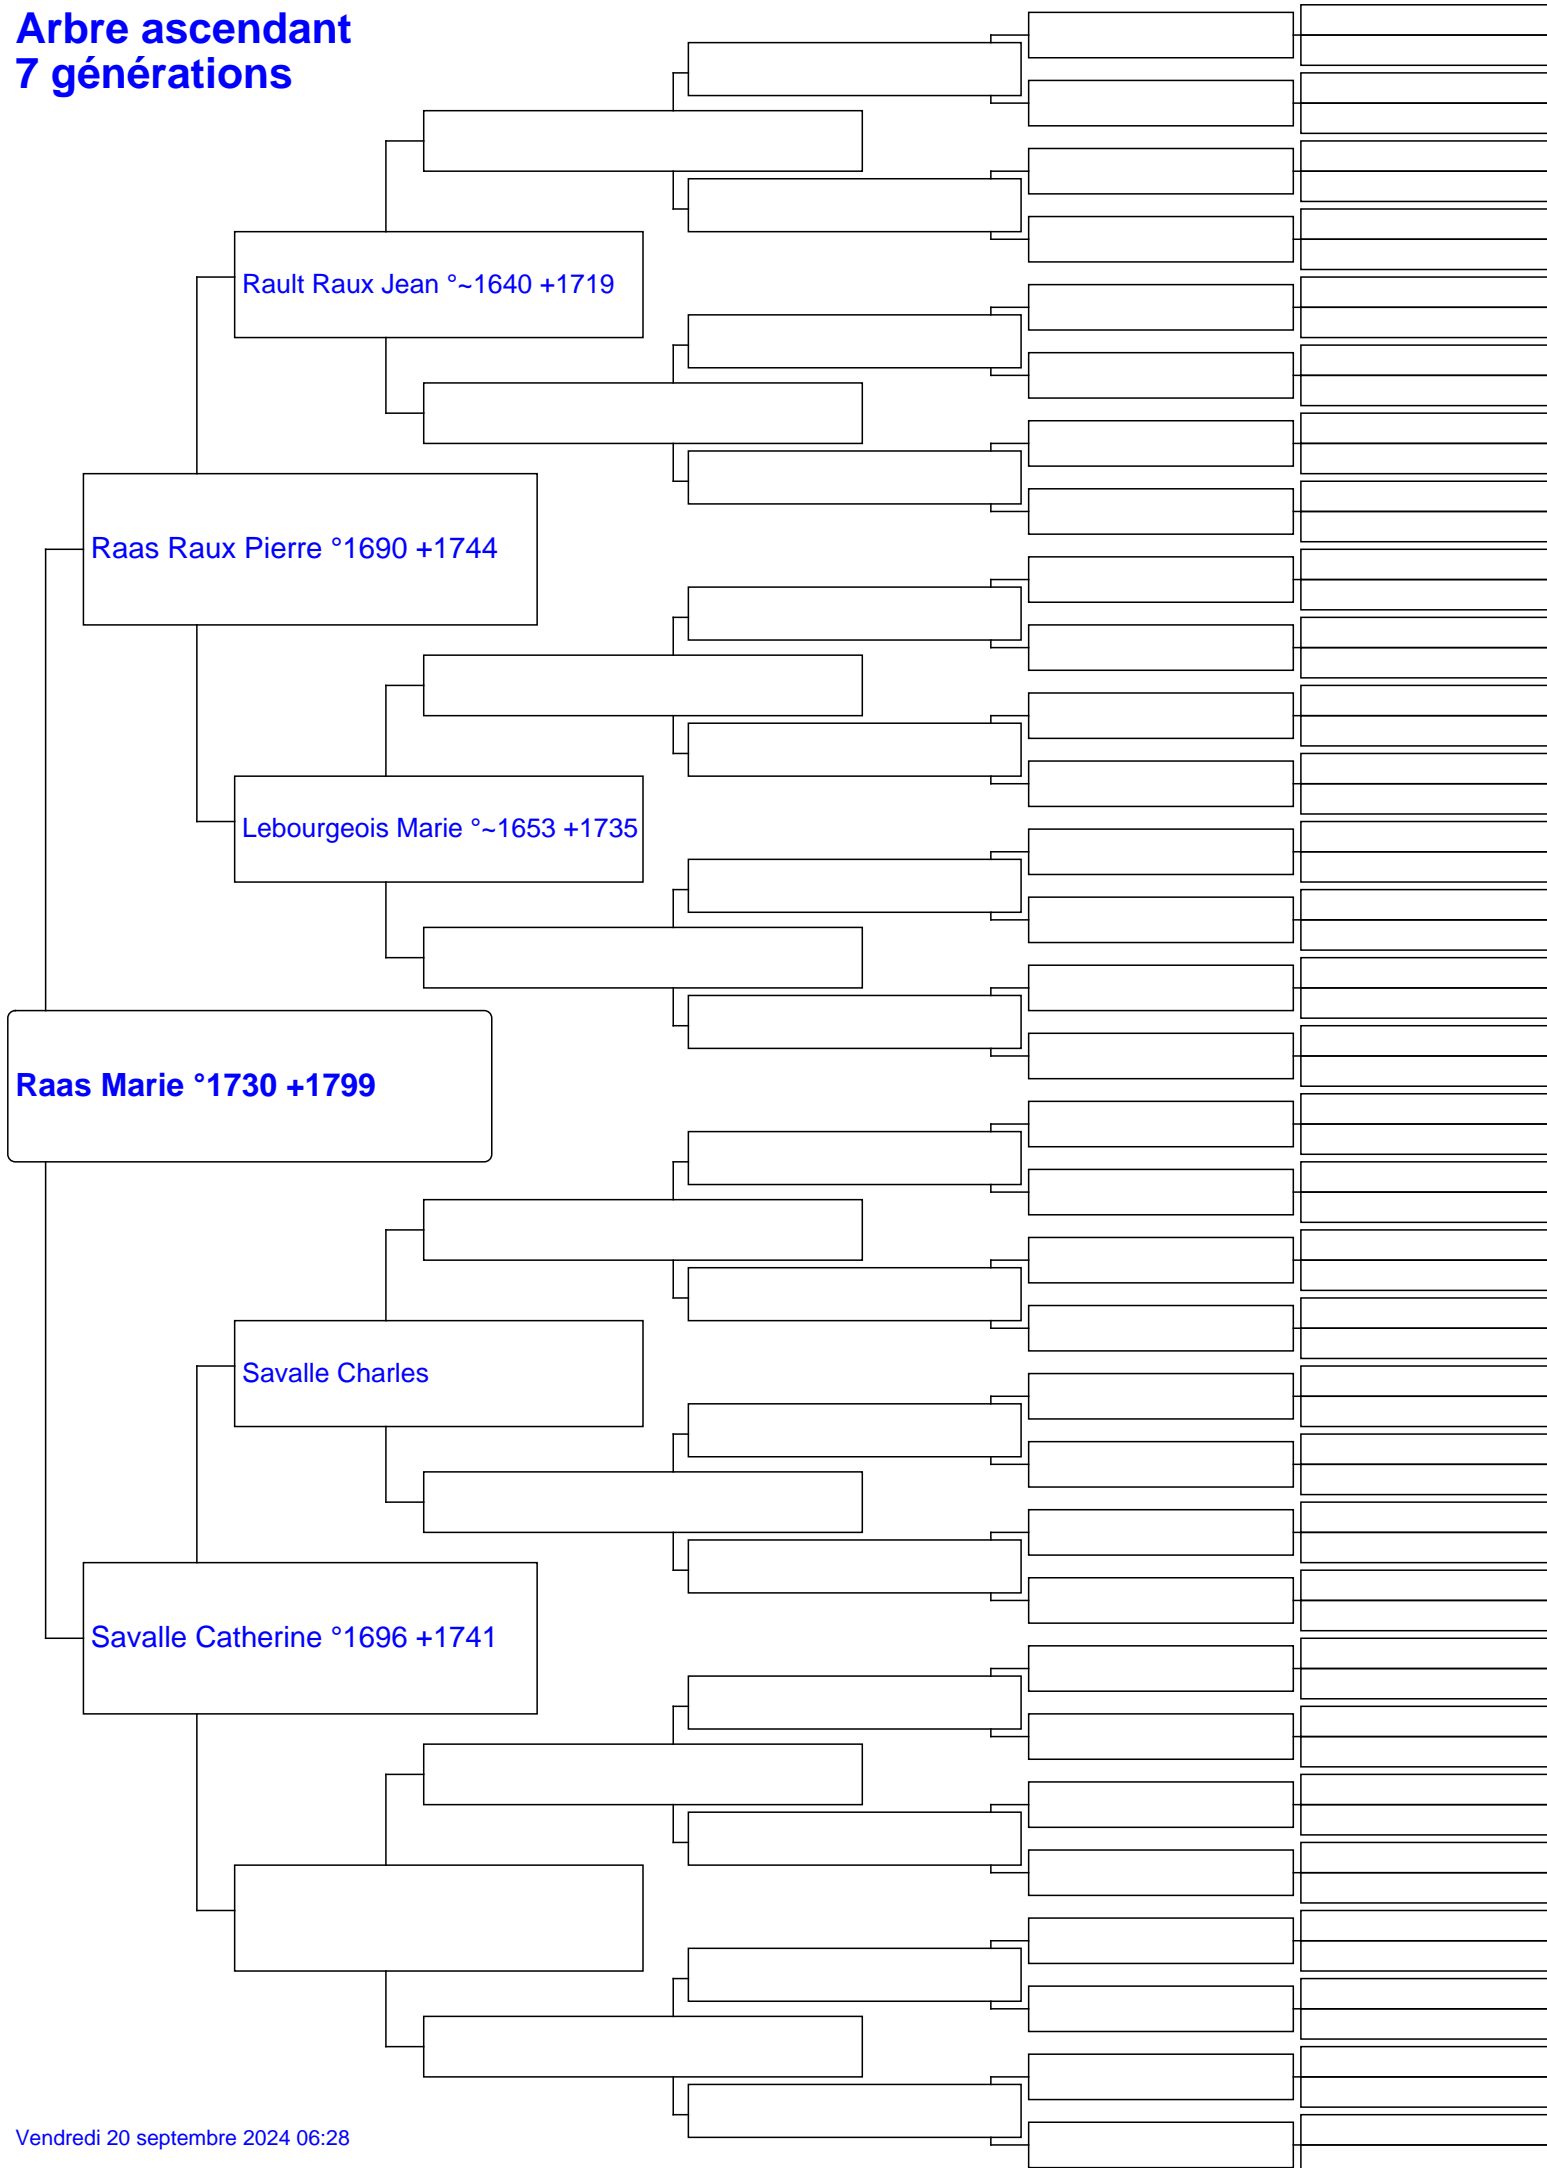 Arbre ascendant
7 générations
Rault Raux Jean °~1640 +1719
Raas Raux Pierre °1690 +1744
Lebourgeois Marie °~1653 +1735
Raas Marie °1730 +1799
Savalle Charles
Savalle Catherine °1696 +1741
Vendredi 20 septembre 2024 06:28